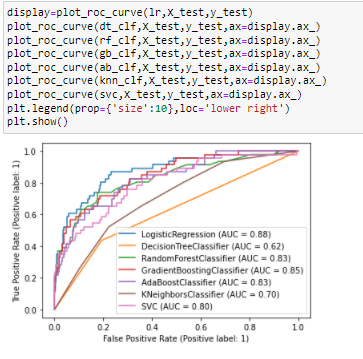 display=plot_roc_curve(lr,X_test,y_test)
plot_roc_curve(dt_clf,X_test,y_test,ax=display.ax_)
plot_roc_curve(rf_clf,X_test,y_test,ax=display.ax_)
plot_roc_curve(gb_clf,X_test,y_test,ax=display.ax_)
plot_roc_curve(ab_clf,X_test,y_test,ax=display.ax_)
plot_roc_curve(knn_clf,X_test,y_test,ax=display.ax_)
plot_roc_curve(svc,X_test,y_test,ax=display.ax_)
plt.legend(prop={'size':10},loc='lower right')
plt.show()
True Positive Rate (Positive label: 1)
1.0
0.8
0.6
0.4
0.2
0.0
LogisticRegression (AUC = 0.88)
DecisionTreeClassifier (AUC = 0.62)
RandomForestClassifier (AUC = 0.83)
GradientBoostingClassifier (AUC = 0.85)
AdaBoostClassifier (AUC = 0.83)
KNeighborsClassifier (AUC = 0.70)
SVC (AUC = 0.80)
0.0 0.2 0.4 0.6 0.8 1.0
False Positive Rate (Positive label: 1)